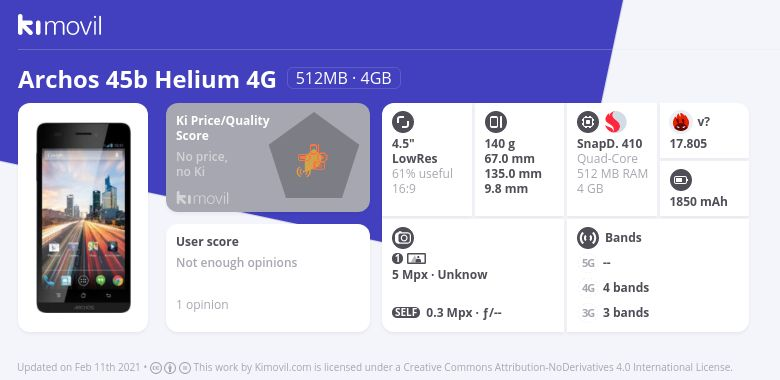 kimovil
Archos 45b Helium 4G
512MB · 4GB
Ki Price/Quality
Score
No price,
no Ki
kimovil
User score
Not enough opinions
1 opinion
4.5"
LowRes
61% useful
16:9
140 g
67.0 mm
135.0 mm
9.8 mm
SnapD. 410
Quad-Core
512 MB RAM
4 GB
v?
17.805
1850 mAh
1
5 Mpx · Unknow
SELF 0.3 Mpx · ƒ/--
Bands
5G --
4G 4 bands
3G 3 bands
ARCHOS
Updated on Feb 11th 2021 • This work by Kimovil.com is licensed under a Creative Commons Attribution-NoDerivatives 4.0 International License.